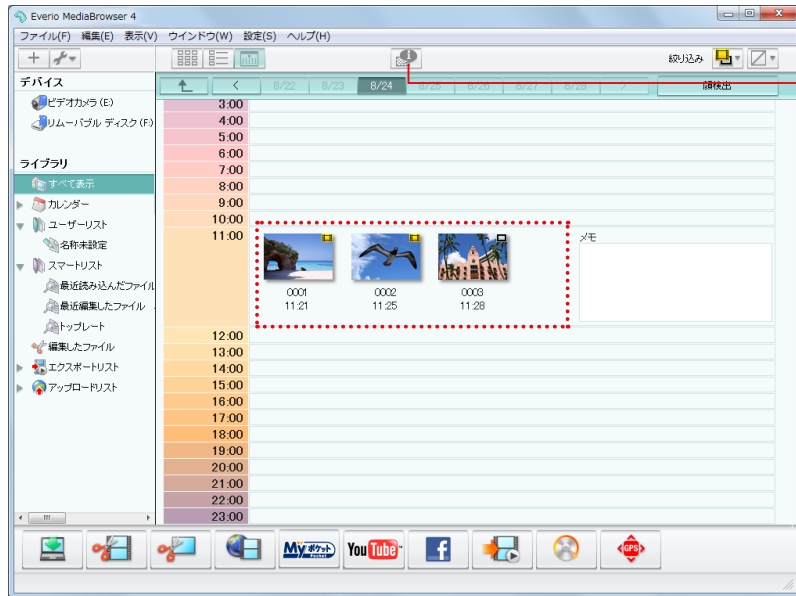 Everio MediaBrowser 4
ファイル(F) 編集(E) 表示(V) ウインドウ(W) 設定(S) ヘルプ(H)
絞り込み
デバイス
ビデオカメラ (E:)
リムーバブル ディスク (F:)
ライブラリ
すべて表示
カレンダー
ユーザーリスト
名称未設定
スマートリスト
最近読み込んだファイル
最近編集したファイル
トップレート
編集したファイル
エクスポートリスト
アップロードリスト
8/22 8/23 8/24 8/25 8/26 8/27 8/28
顔検出
3:00
4:00
5:00
6:00
7:00
8:00
9:00
10:00
11:00
メモ
0001 0002 0003
11:21 11:25 11:28
12:00
13:00
14:00
15:00
16:00
17:00
18:00
19:00
20:00
21:00
22:00
23:00
Myポケット
Pocket
YouTube
f
GPS